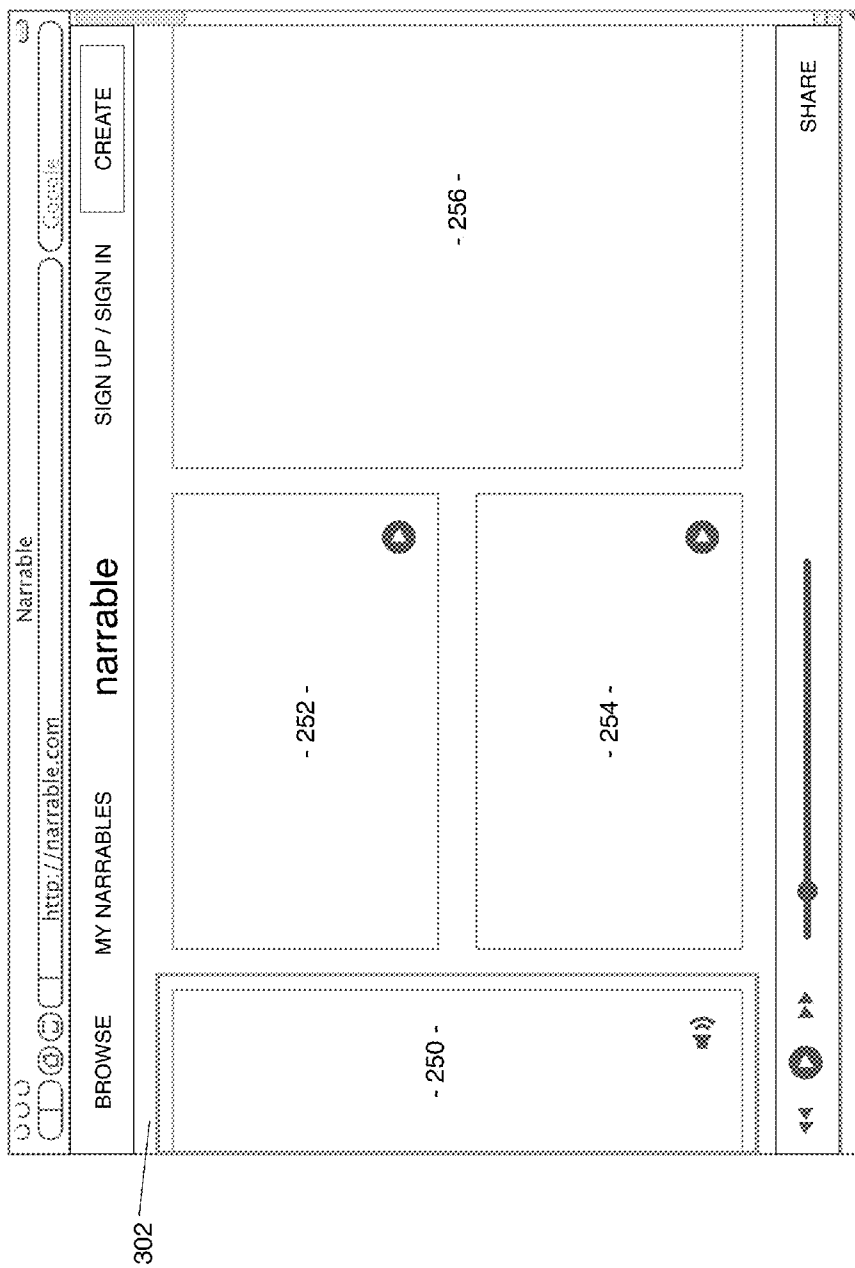 Narrable
http://narrable.com
Google
BROWSE
MY NARRABLES
narrable
SIGN UP / SIGN IN
CREATE
302
- 250 -
- 252 -
- 254 -
- 256 -
SHARE